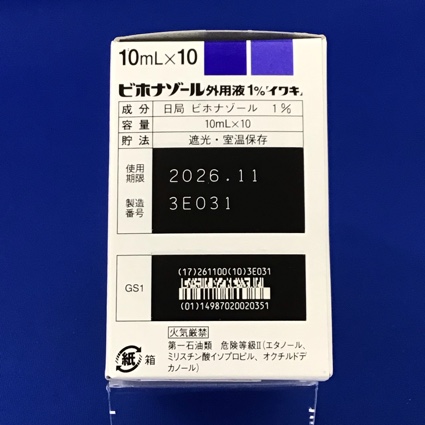 10mL×10
ビホナゾール外用液1%「イワキ」
成分 日局 ビホナゾール 1%
容量 10mL×10
貯法 遮光・室温保存
使用期限 2026.11
製造番号 3E031
GS1
(17)261100(10)3E031
(01)14987020020351
紙 箱
火気厳禁
第一石油類 危険等級Ⅱ(エタノール、
ミリスチン酸イソプロピル、オクチルドデ
カノール)